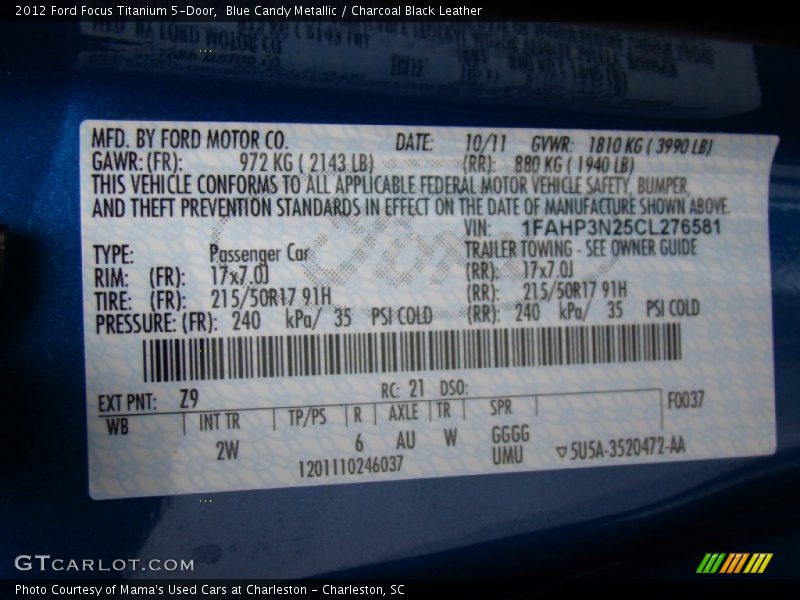 2012 Ford Focus Titanium 5-Door, Blue Candy Metallic / Charcoal Black Leather
MFD. BY FORD MOTOR CO. DATE: 10/11 GVWR: 1810 KG ( 3990 LB)
GAWR: (FR): 972 KG ( 2143 LB) (RR): 880 KG ( 1940 LB)
THIS VEHICLE CONFORMS TO ALL APPLICABLE FEDERAL MOTOR VEHICLE SAFETY, BUMPER,
AND THEFT PREVENTION STANDARDS IN EFFECT ON THE DATE OF MANUFACTURE SHOWN ABOVE.
VIN: 1FAHP3N25CL276581
TYPE: Passenger Car TRAILER TOWING - SEE OWNER GUIDE
RIM: (FR): 17x7.0J (RR): 17x7.0J
TIRE: (FR): 215/50R17 91H (RR): 215/50R17 91H
PRESSURE: (FR): 240 kPa/ 35 PSI COLD (RR): 240 kPa/ 35 PSI COLD
EXT PNT: Z9 RC: 21 DSO:
WB INT TR TP/PS R AXLE TR SPR F0037
2W 6 AU W GGGG
UMU ▽5U5A-3520472-AA
1201110246037
GTCARLOT.COM
Photo Courtesy of Mama's Used Cars at Charleston - Charleston, SC